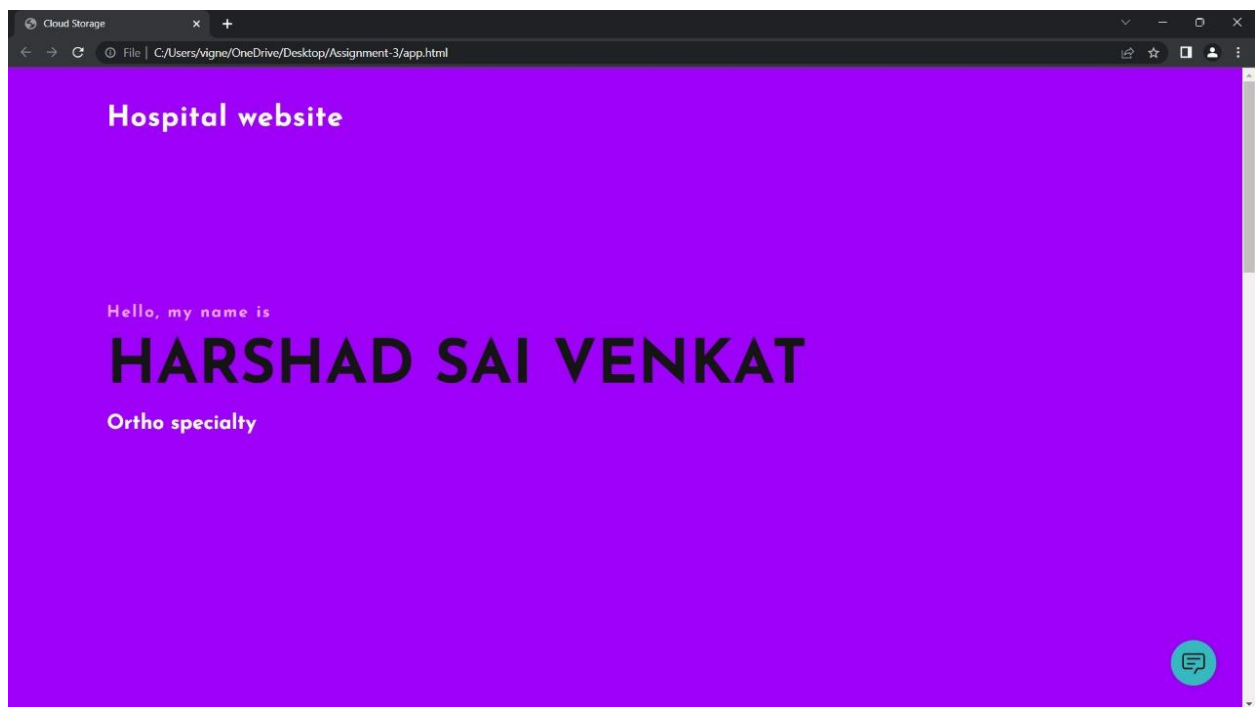 Cloud Storage
File | C:/Users/vigne/OneDrive/Desktop/Assignment-3/app.html
Hospital website
Hello, my name is
HARSHAD SAI VENKAT
Ortho specialty